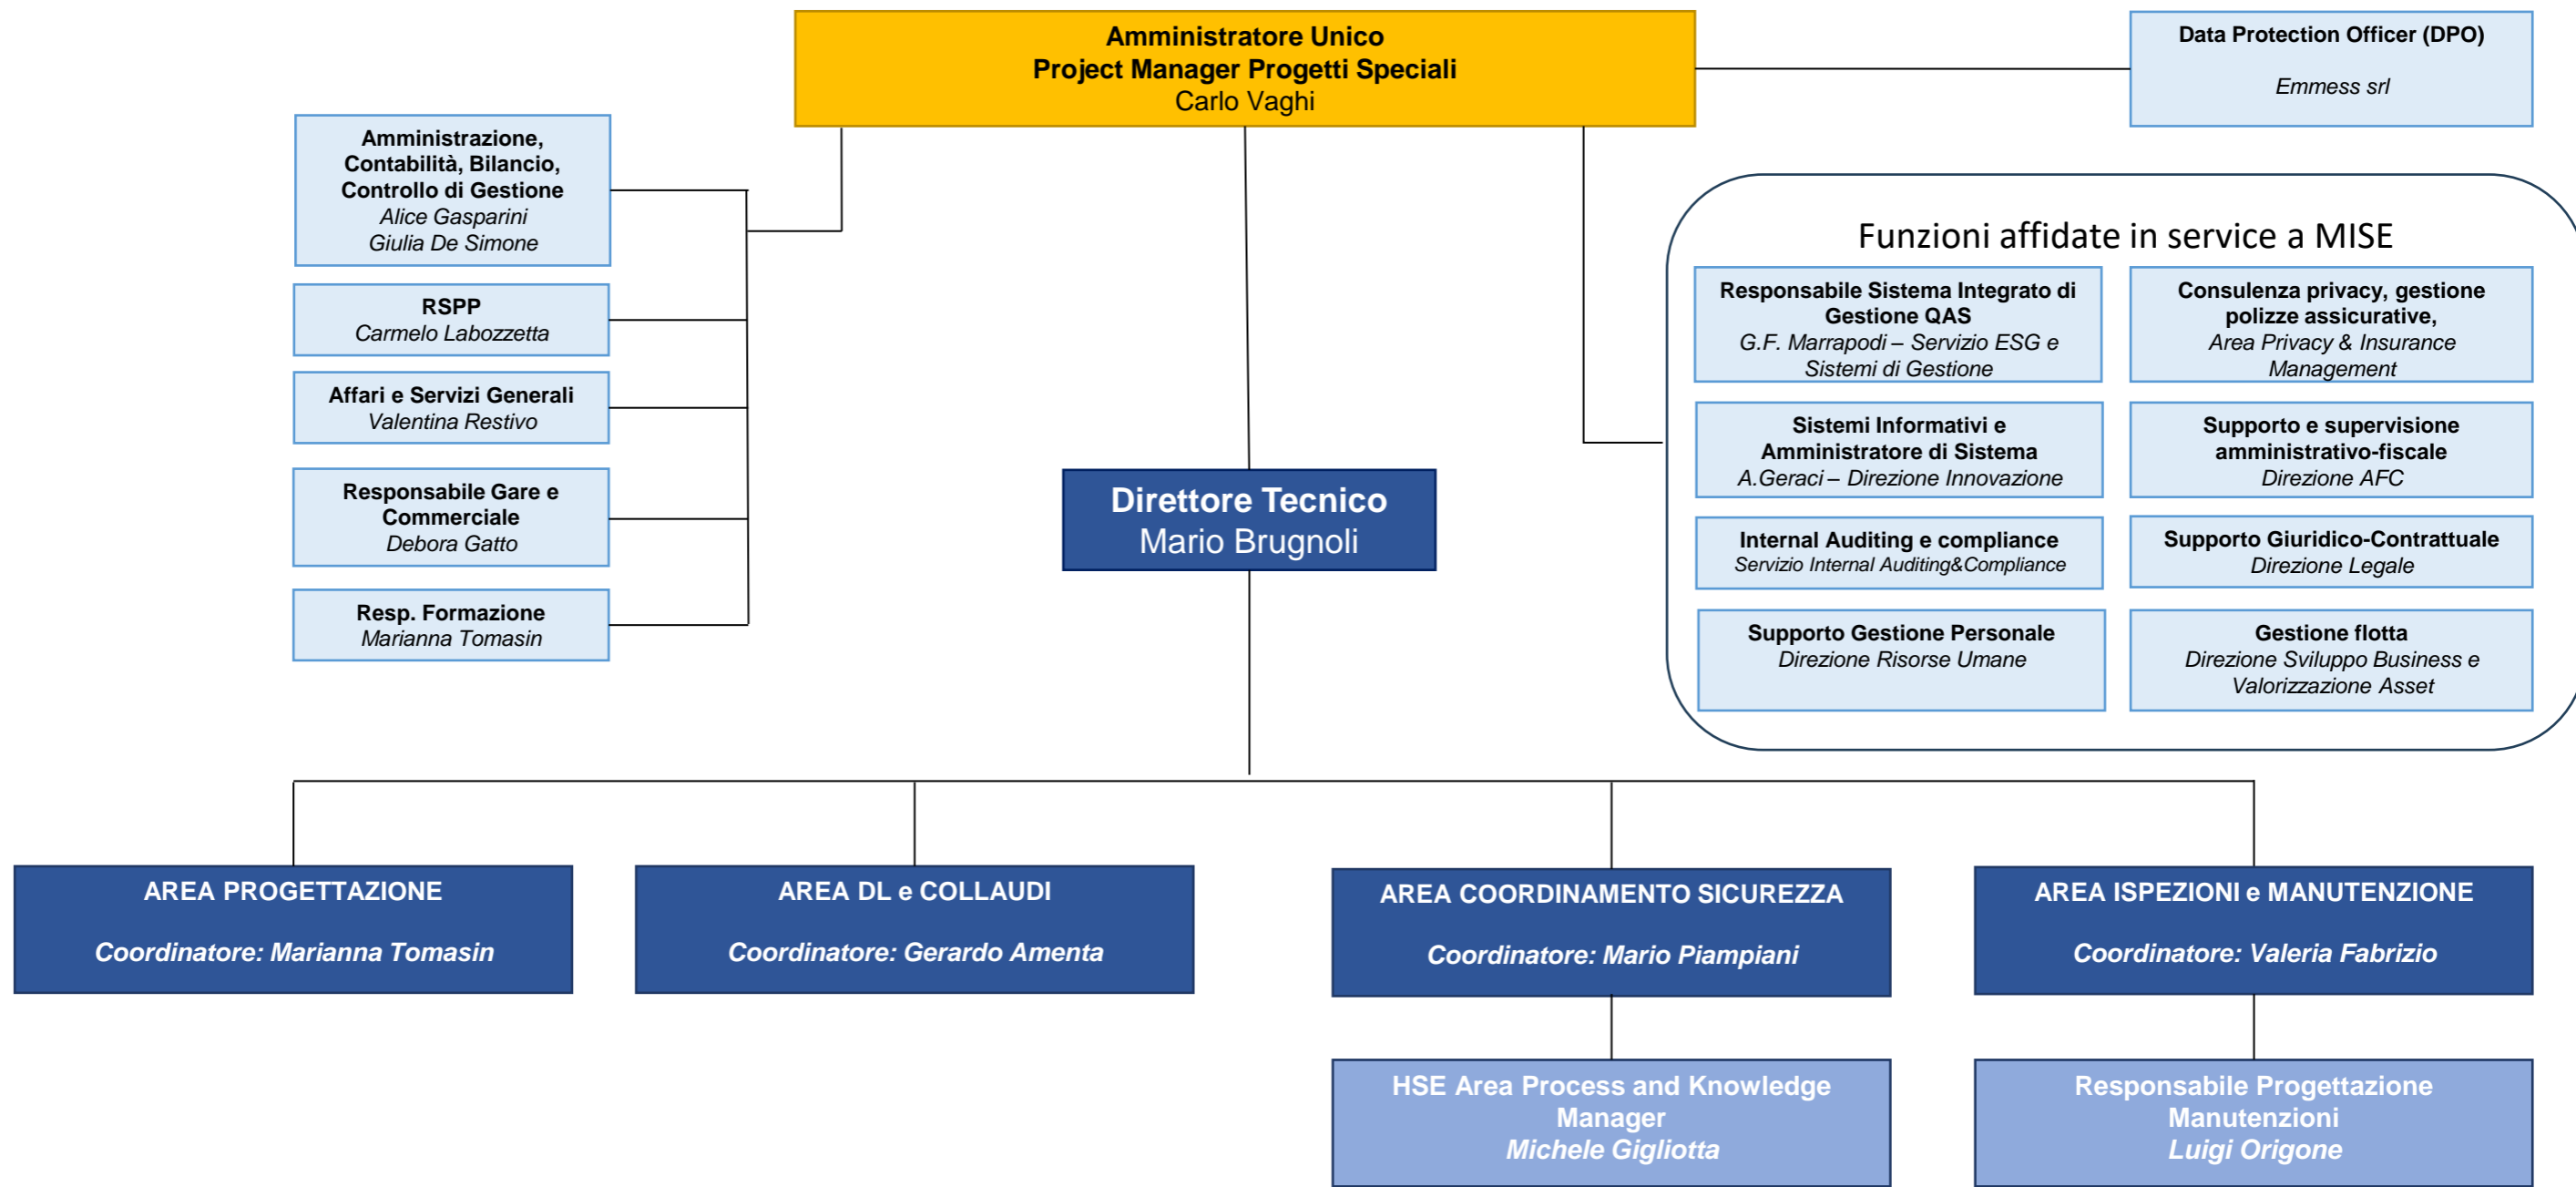 Amministratore Unico
Project Manager Progetti Speciali
Carlo Vaghi
Data Protection Officer (DPO)
Emmess srl
Amministrazione,
Contabilità, Bilancio,
Controllo di Gestione
Alice Gasparini
Giulia De Simone
RSPP
Carmelo Labozzetta
Affari e Servizi Generali
Valentina Restivo
Responsabile Gare e
Commerciale
Debora Gatto
Resp. Formazione
Marianna Tomasin
Direttore Tecnico
Mario Brugnoli
Funzioni affidate in service a MISE
Responsabile Sistema Integrato di
Gestione QAS
G.F. Marrapodi – Servizio ESG e
Sistemi di Gestione
Consulenza privacy, gestione
polizze assicurative,
Area Privacy & Insurance
Management
Sistemi Informativi e
Amministratore di Sistema
A.Geraci – Direzione Innovazione
Supporto e supervisione
amministrativo-fiscale
Direzione AFC
Internal Auditing e compliance
Servizio Internal Auditing&Compliance
Supporto Giuridico-Contrattuale
Direzione Legale
Supporto Gestione Personale
Direzione Risorse Umane
Gestione flotta
Direzione Sviluppo Business e
Valorizzazione Asset
AREA PROGETTAZIONE
Coordinatore: Marianna Tomasin
AREA DL e COLLAUDI
Coordinatore: Gerardo Amenta
AREA COORDINAMENTO SICUREZZA
Coordinatore: Mario Piampiani
AREA ISPEZIONI e MANUTENZIONE
Coordinatore: Valeria Fabrizio
HSE Area Process and Knowledge
Manager
Michele Gigliotta
Responsabile Progettazione
Manutenzioni
Luigi Origone